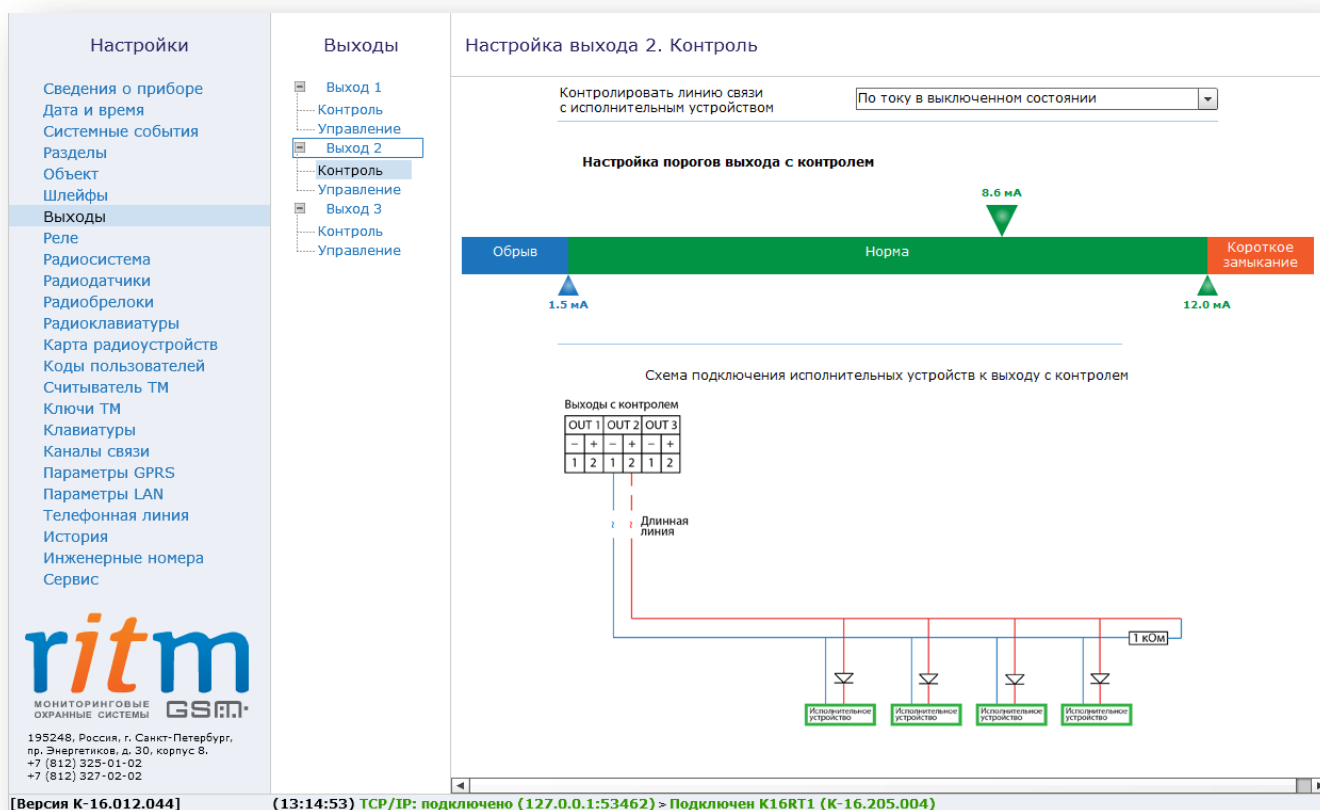 Настройки
Сведения о приборе
Дата и время
Системные события
Разделы
Объект
Шлейфы
Выходы
Реле
Радиосистема
Радиодатчики
Радиобрелоки
Радиоклавиатуры
Карта радиоустройств
Коды пользователей
Считыватель ТМ
Ключи ТМ
Клавиатуры
Каналы связи
Параметры GPRS
Параметры LAN
Телефонная линия
История
Инженерные номера
Сервис
ritm
МОНИТОРИНГОВЫЕ
ОХРАННЫЕ СИСТЕМЫ
GSM
195248, Россия, г. Санкт-Петербург,
пр. Энергетиков, д. 30, корпус 8.
+7 (812) 325-01-02
+7 (812) 327-02-02
Выходы
Выход 1
Контроль
Управление
Выход 2
Контроль
Управление
Выход 3
Контроль
Управление
Настройка выхода 2. Контроль
Контролировать линию связи
с исполнительным устройством
По току в выключенном состоянии
Настройка порогов выхода с контролем
8.6 мА
Обрыв
Норма
Короткое
замыкание
1.5 мА
12.0 мА
Схема подключения исполнительных устройств к выходу с контролем
Выходы с контролем
OUT 1 OUT 2 OUT 3
− + − + − +
1 2 1 2 1 2
~ ~
Длинная
линия
1 кОм
Исполнительное
устройство
Исполнительное
устройство
Исполнительное
устройство
Исполнительное
устройство
[Версия К-16.012.044] (13:14:53) TCP/IP: подключено (127.0.0.1:53462) > Подключен K16RT1 (К-16.205.004)